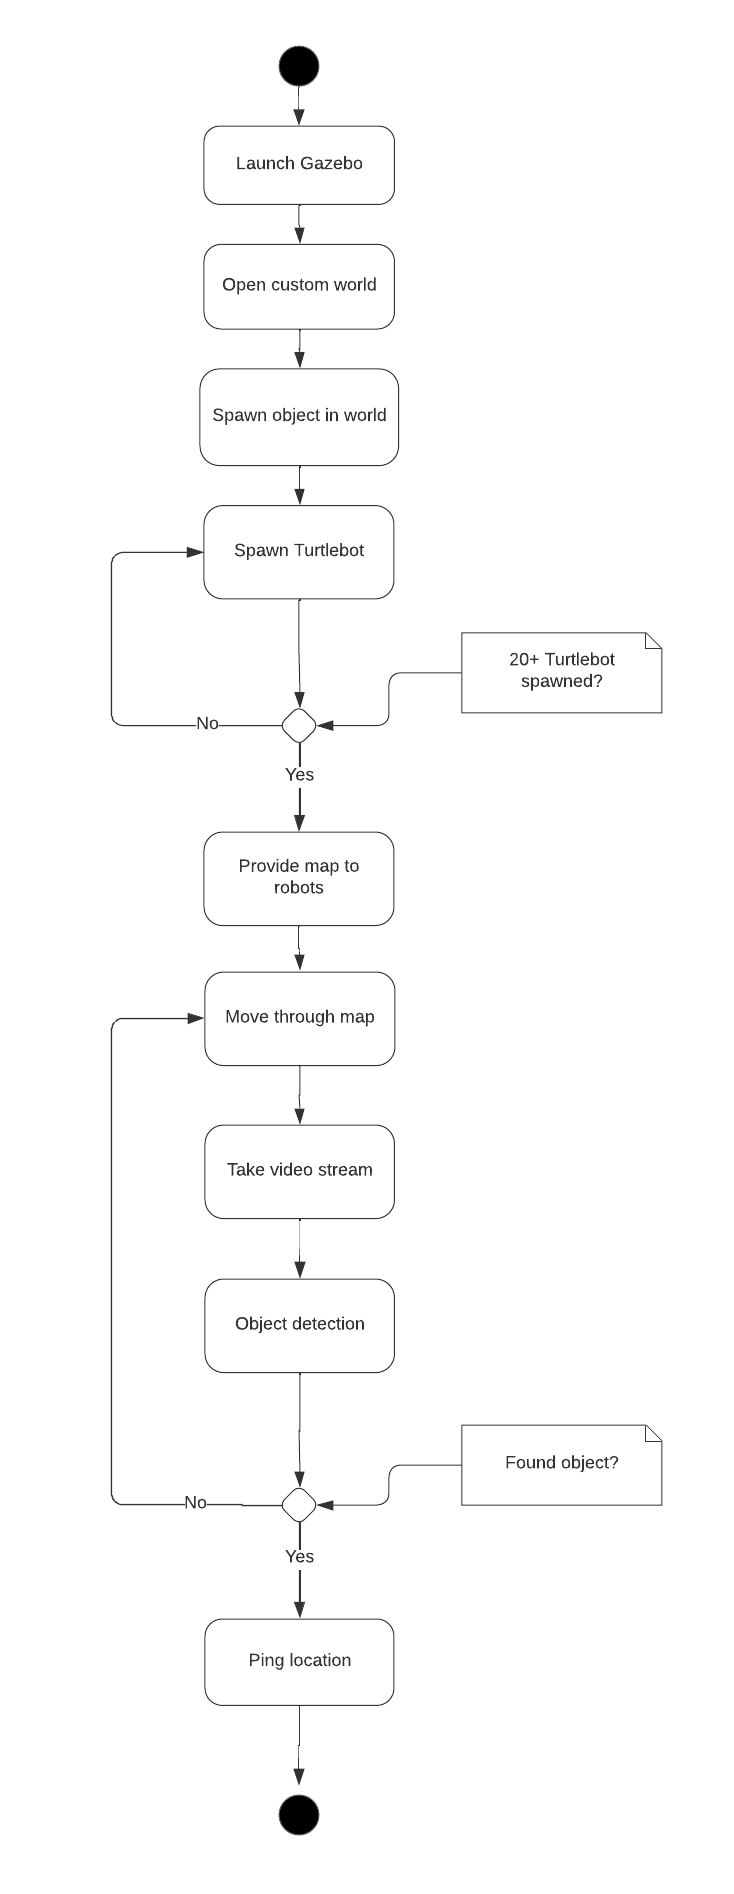 Launch Gazebo
Open custom world
Spawn object in world
Spawn Turtlebot
20+ Turtlebot
spawned?
No
Yes
Provide map to
robots
Move through map
Take video stream
Object detection
Found object?
No
Yes
Ping location